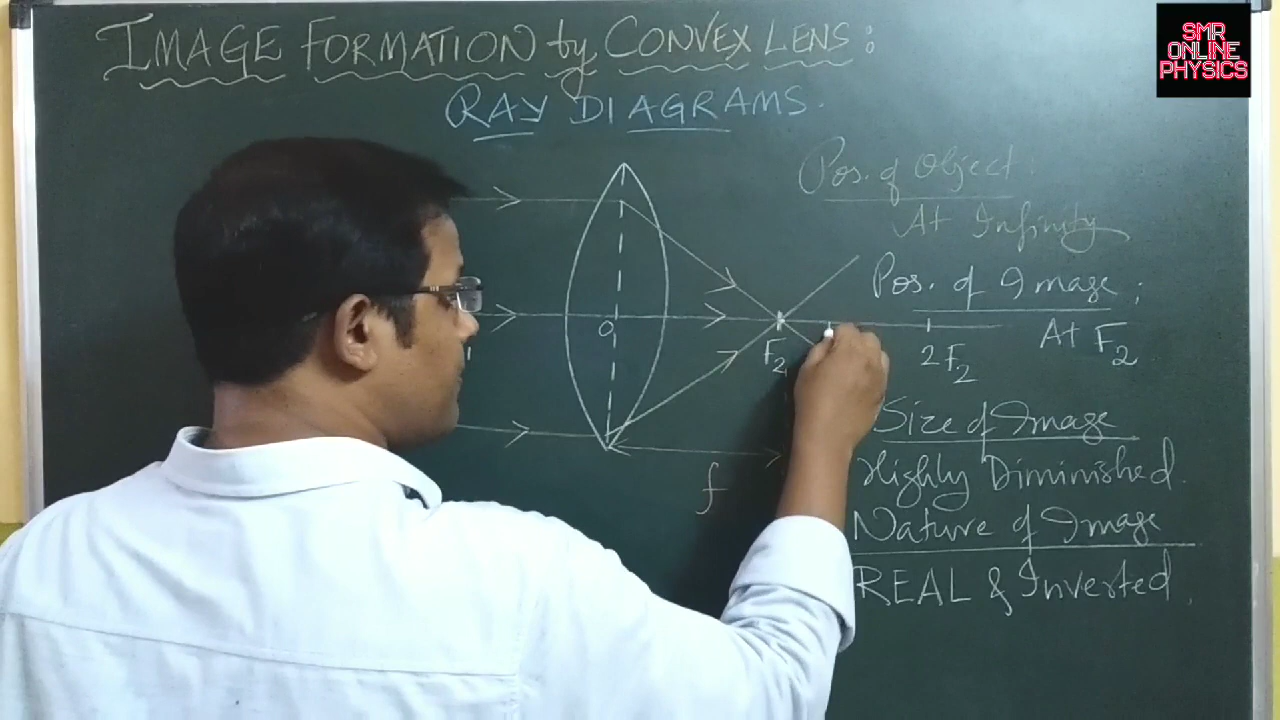 IMAGE FORMATION by CONVEX LENS:
RAY DIAGRAMS.
SMR
ONLINE
PHYSICS
Pos. of Object:
At Infinity
Pos. of Image:
At F2
O
F2
2F2
f
Size of Image
Highly Diminished.
Nature of Image
REAL & Inverted.